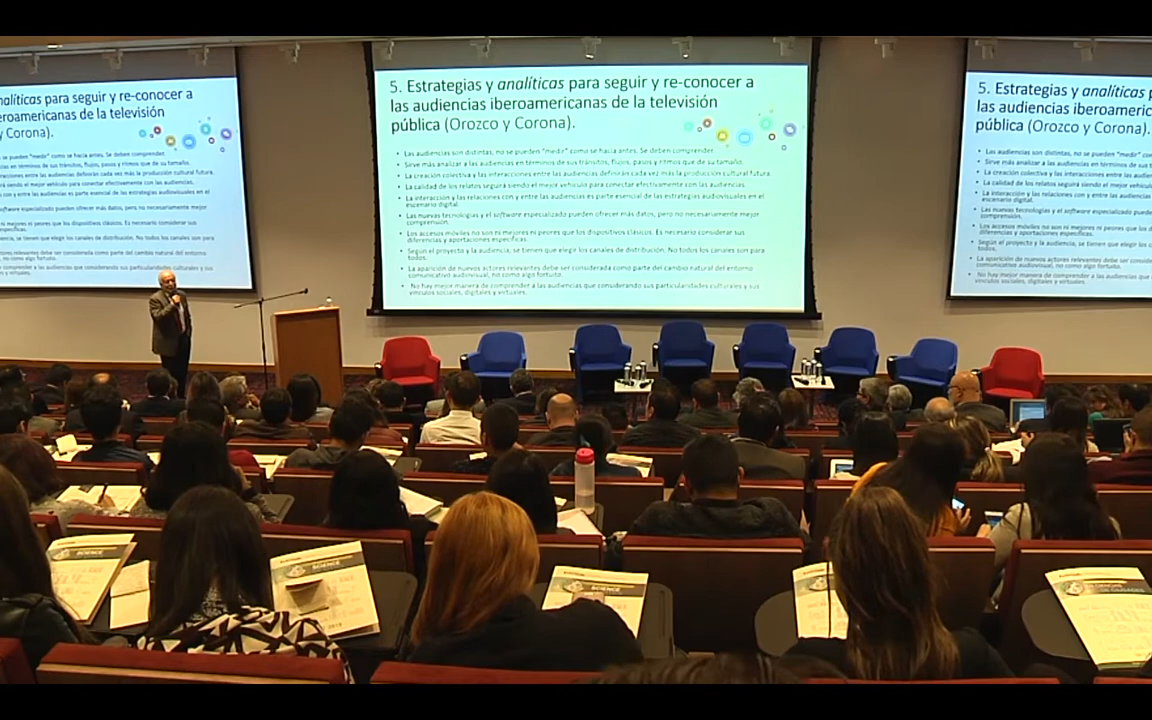 5. Estrategias y analíticas para seguir y re-conocer a
las audiencias iberoamericanas de la televisión
pública (Orozco y Corona).
• Las audiencias son distintas, no se pueden "medir" como se hacía antes. Se deben comprender.
• Sirve más analizar a las audiencias en términos de sus tránsitos, flujos, pasos y ritmos que de su tamaño.
• La creación colectiva y las interacciones entre las audiencias definirán cada vez más la producción cultural futura.
• La calidad de los relatos seguirá siendo el mejor vehículo para conectar efectivamente con las audiencias.
• La interacción y las relaciones con y entre las audiencias es parte esencial de las estrategias audiovisuales en el
escenario digital.
• Las nuevas tecnologías y el software especializado pueden ofrecer más datos, pero no necesariamente mejor
comprensión.
• Los accesos móviles no son ni mejores ni peores que los dispositivos clásicos. Es necesario considerar sus
diferencias y aportaciones específicas.
• Según el proyecto y la audiencia, se tienen que elegir los canales de distribución. No todos los canales son para
todos.
• La aparición de nuevos actores relevantes debe ser considerada como parte del cambio natural del entorno
comunicativo audiovisual, no como algo fortuito.
• No hay mejor manera de comprender a las audiencias que considerando sus particularidades culturales y sus
vínculos sociales, digitales y virtuales.
SCIENCE
SCIENCE
SCIENCE